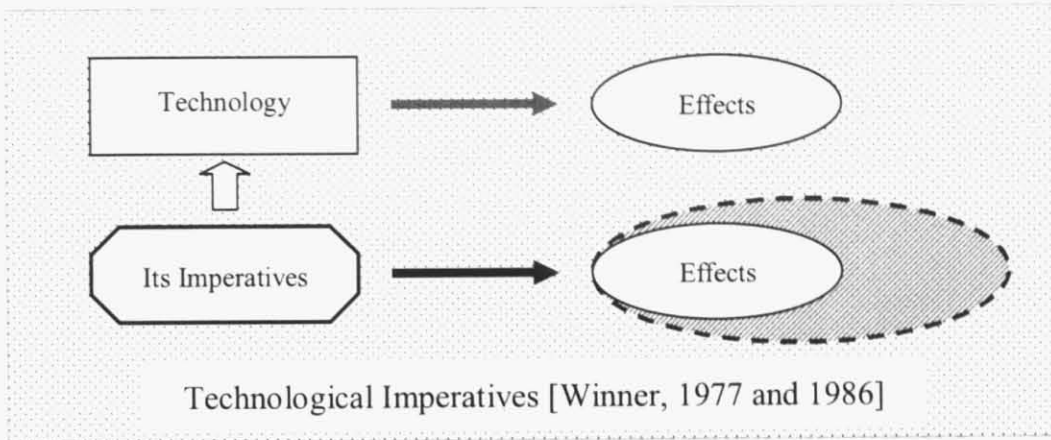 Technology
Effects
Its Imperatives
Effects
Technological Imperatives [Winner, 1977 and 1986]